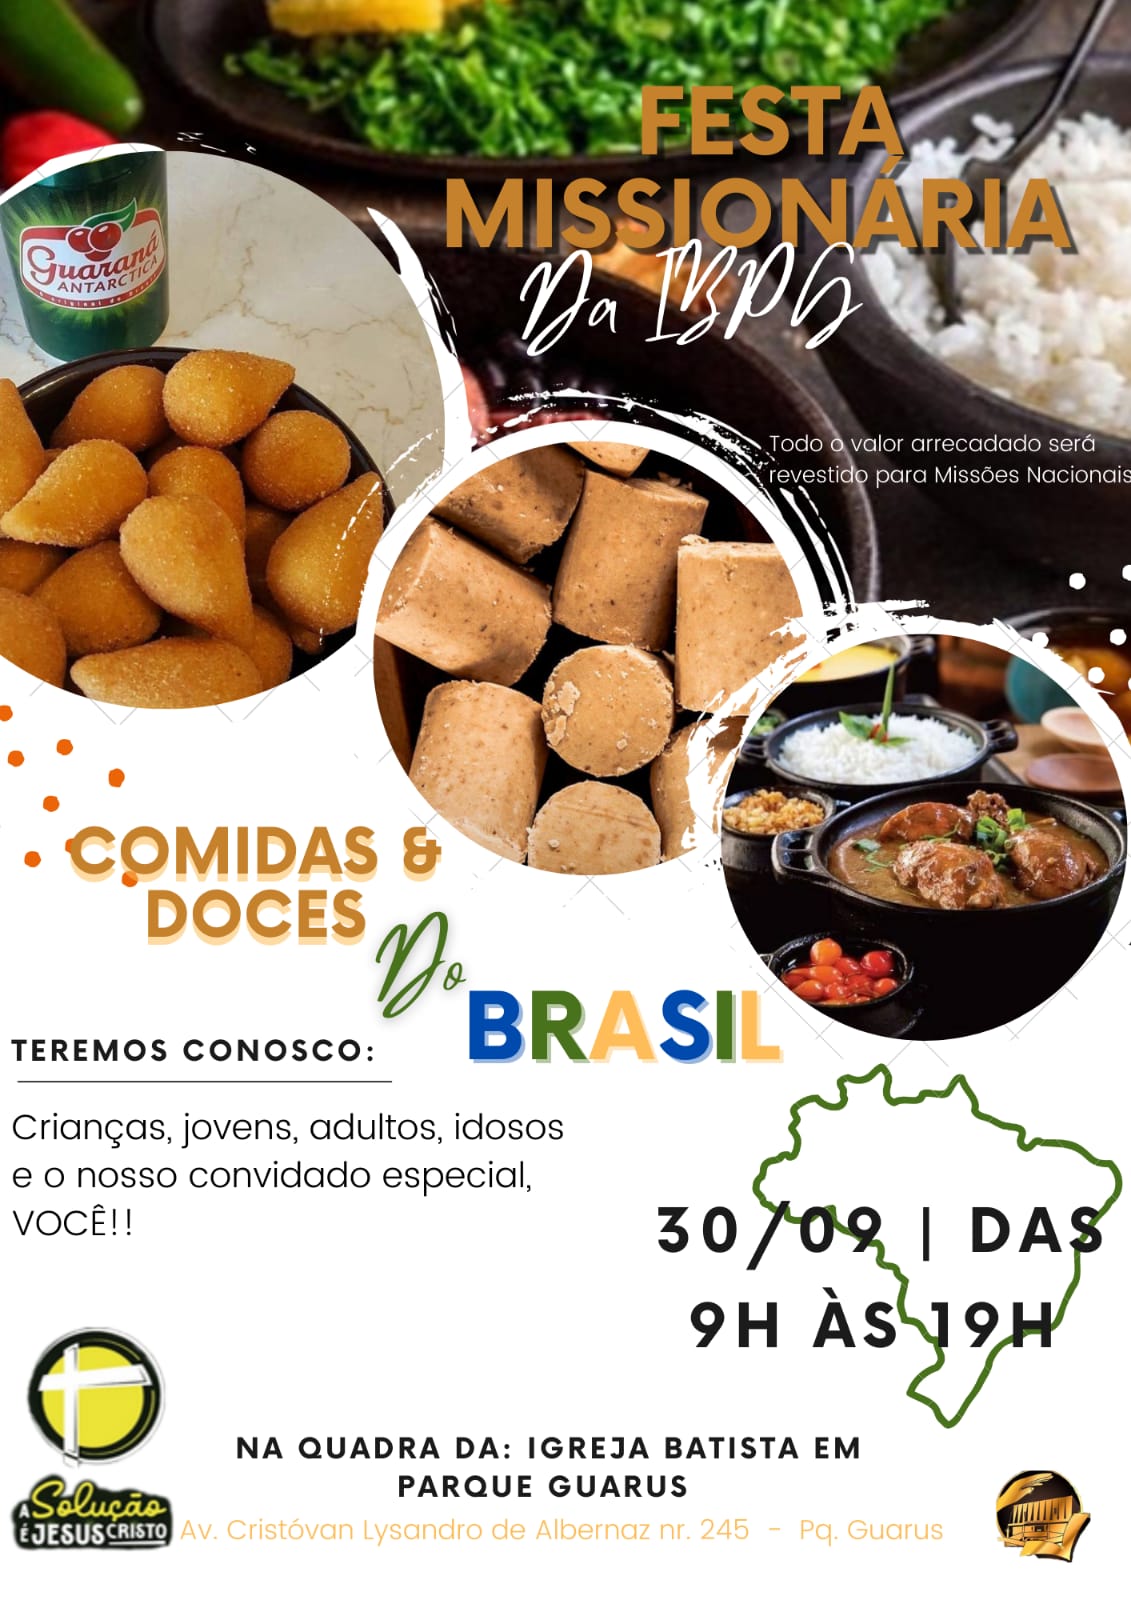 FESTA
MISSIONÁRIA
Da IBPG
Guaraná
ANTARCTICA
Todo o valor arrecadado será
revestido para Missões Nacionais
COMIDAS &
DOCES
Do
BRASIL
TEREMOS CONOSCO:
Crianças, jovens, adultos, idosos
e o nosso convidado especial,
VOCÊ!!
30/09 | DAS
9H ÀS 19H
NA QUADRA DA: IGREJA BATISTA EM
PARQUE GUARUS
Av. Cristóvan Lysandro de Albernaz nr. 245 - Pq. Guarus
A Solução
É JESUS CRISTO